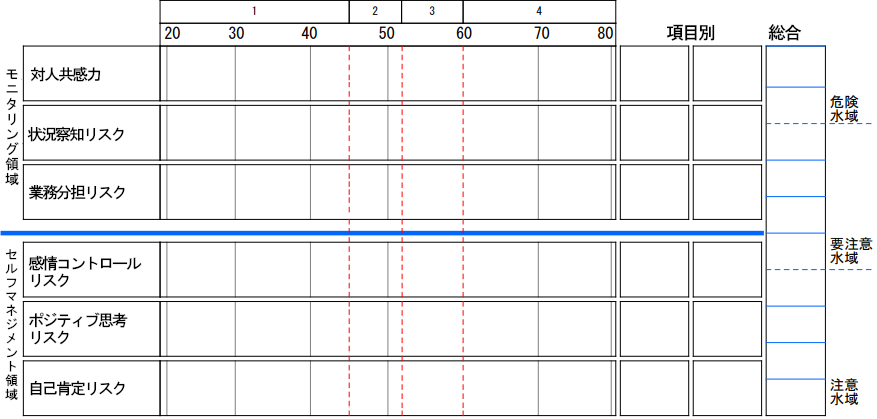 1 2 3 4
20 30 40 50 60 70 80 項目別 総合
モニタリング領域
対人共感力
状況察知リスク
業務分担リスク
セルフマネジメント領域
感情コントロール
リスク
ポジティブ思考
リスク
自己肯定リスク
危険
水域
要注意
水域
注意
水域